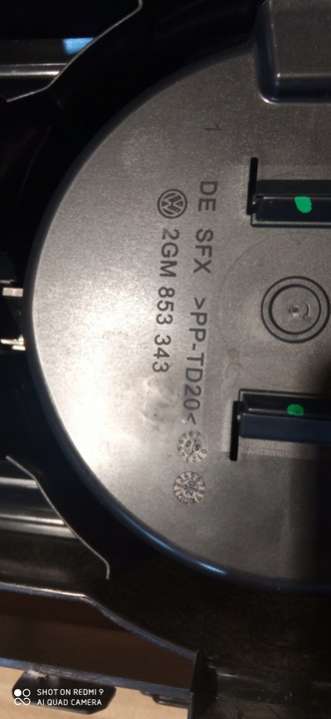 DE SFX >PP-TD20<
2GM 853 343
SHOT ON REDMI 9
AI QUAD CAMERA